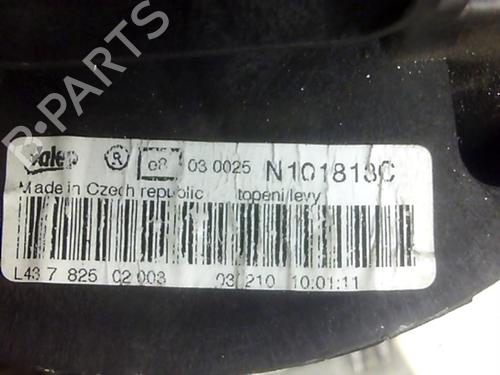 B-PARTS
Valeo ® e8 03 0025 N101813C
Made in Czech republic topeni/levy
L43 7 825 02 003 03/210 10:01:11